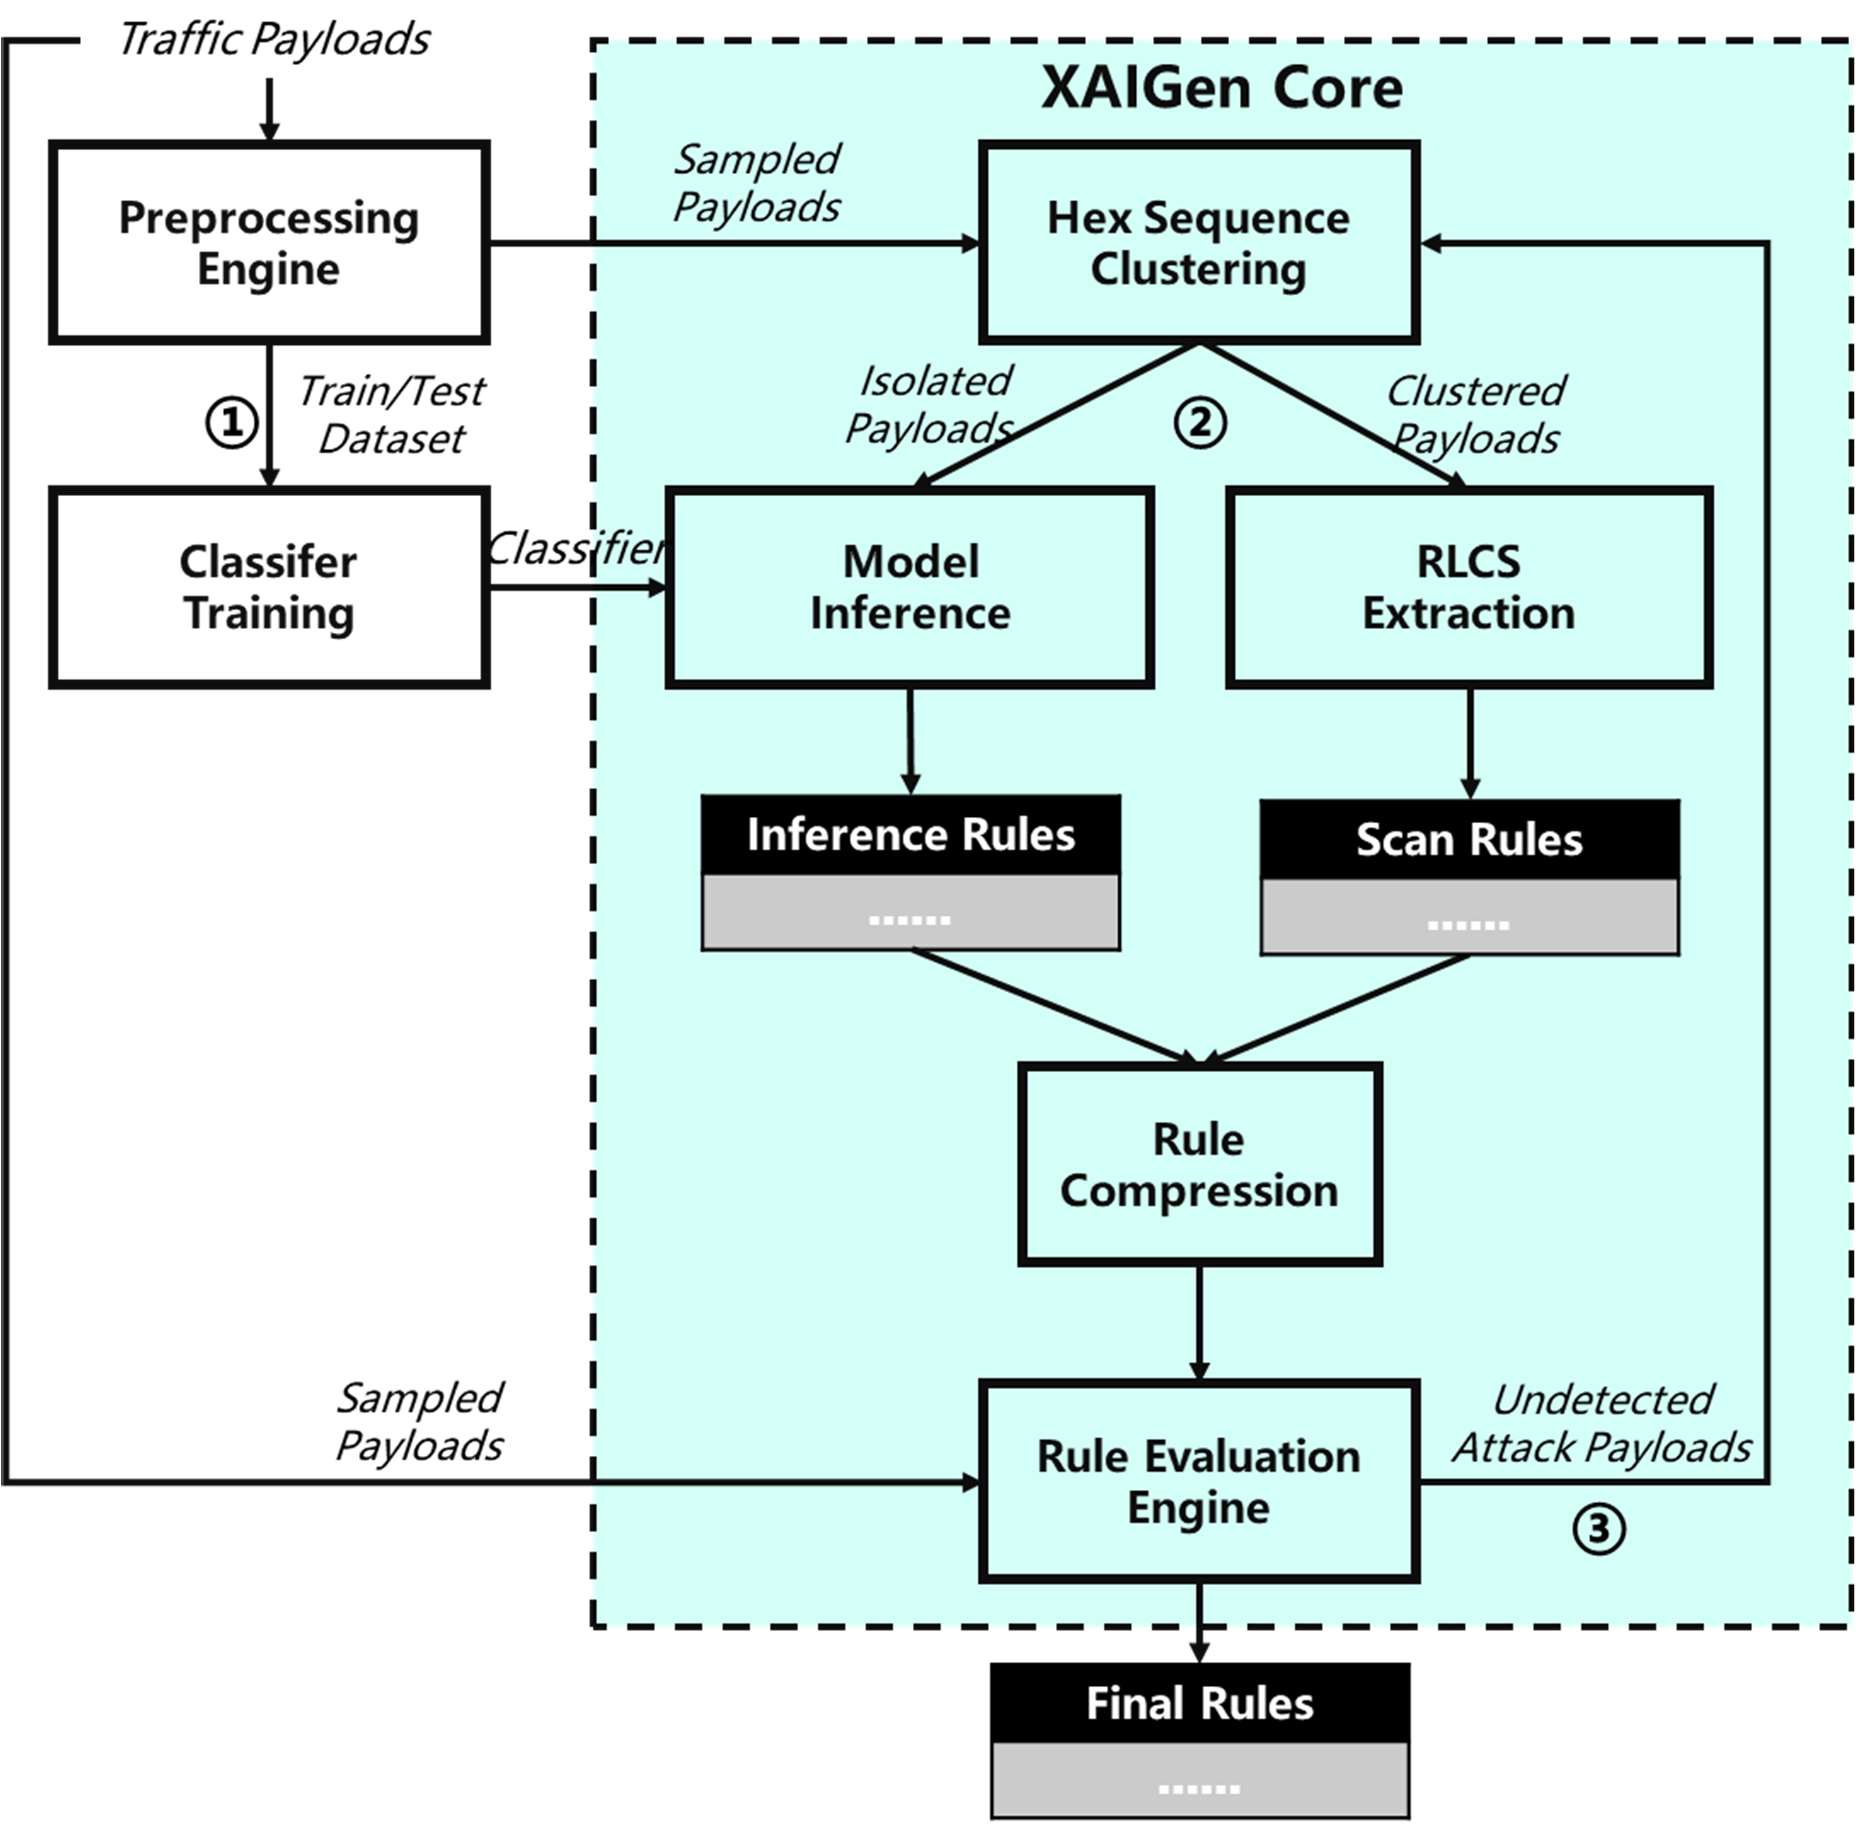 Traffic Payloads
XAIGen Core
Preprocessing
Engine
Sampled
Payloads
Hex Sequence
Clustering
①
Train/Test
Dataset
Isolated
Payloads
②
Clustered
Payloads
Classifer
Training
Classifier
Model
Inference
RLCS
Extraction
Inference Rules
......
Scan Rules
......
Rule
Compression
Sampled
Payloads
Rule Evaluation
Engine
Undetected
Attack Payloads
③
Final Rules
......